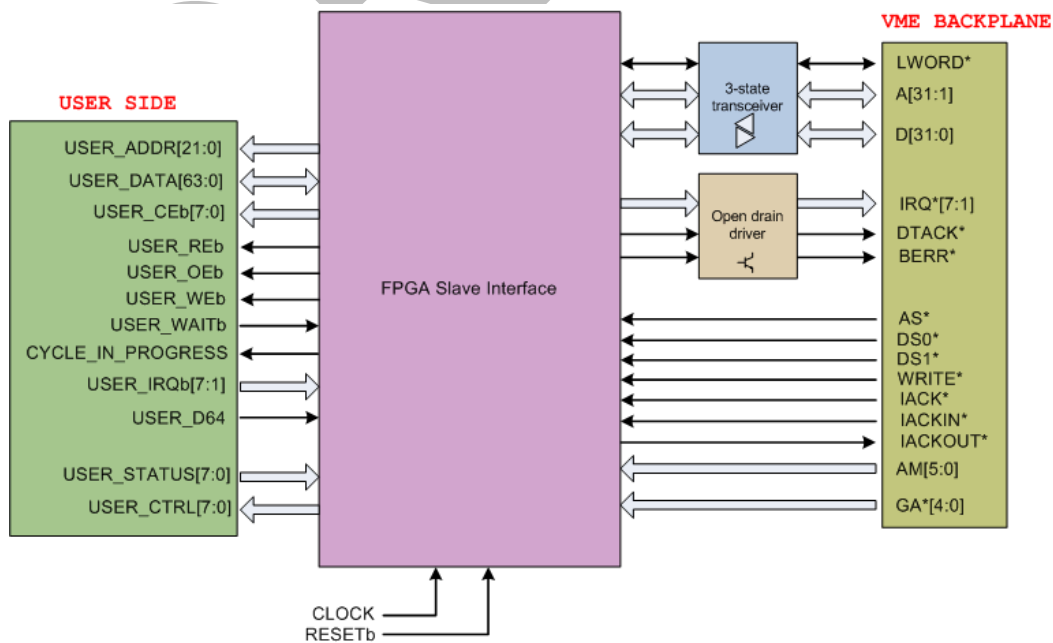 VME BACKPLANE
USER SIDE
USER_ADDR[21:0]
USER_DATA[63:0]
USER_CEb[7:0]
USER_REb
USER_OEb
USER_WEb
USER_WAITb
CYCLE_IN_PROGRESS
USER_IRQb[7:1]
USER_D64
USER_STATUS[7:0]
USER_CTRL[7:0]
FPGA Slave Interface
CLOCK
RESETb
3-state
transceiver
Open drain
driver
LWORD*
A[31:1]
D[31:0]
IRQ*[7:1]
DTACK*
BERR*
AS*
DS0*
DS1*
WRITE*
IACK*
IACKIN*
IACKOUT*
AM[5:0]
GA*[4:0]